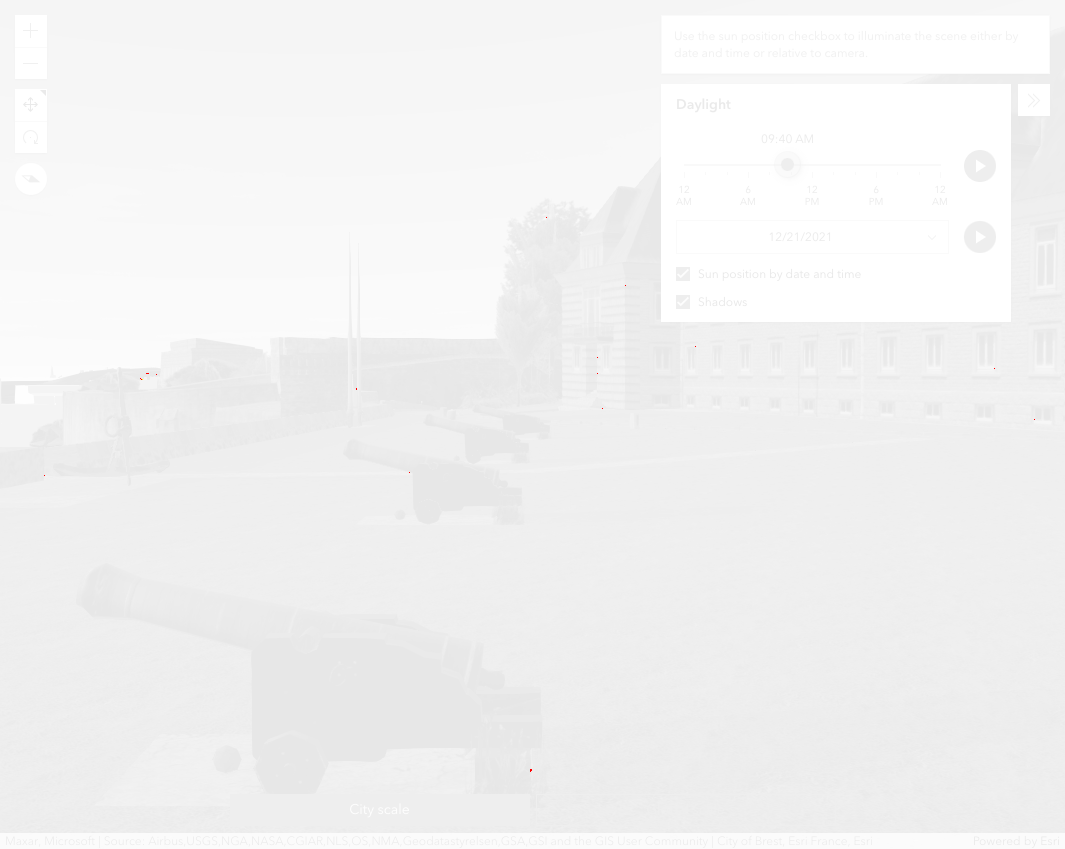 Use the sun position checkbox to illuminate the scene either by
date and time or relative to camera.
Daylight
09:40 AM
12 AM
6 AM
12 PM
6 PM
12 AM
12/21/2021
Sun position by date and time
Shadows
City scale
Maxar, Microsoft | Source: Airbus,USGS,NGA,NASA,CGIAR,NLS,OS,NMA,Geodatastyrelsen,GSA,GSI and the GIS User Community | City of Brest, Esri France, Esri
Powered by Esri